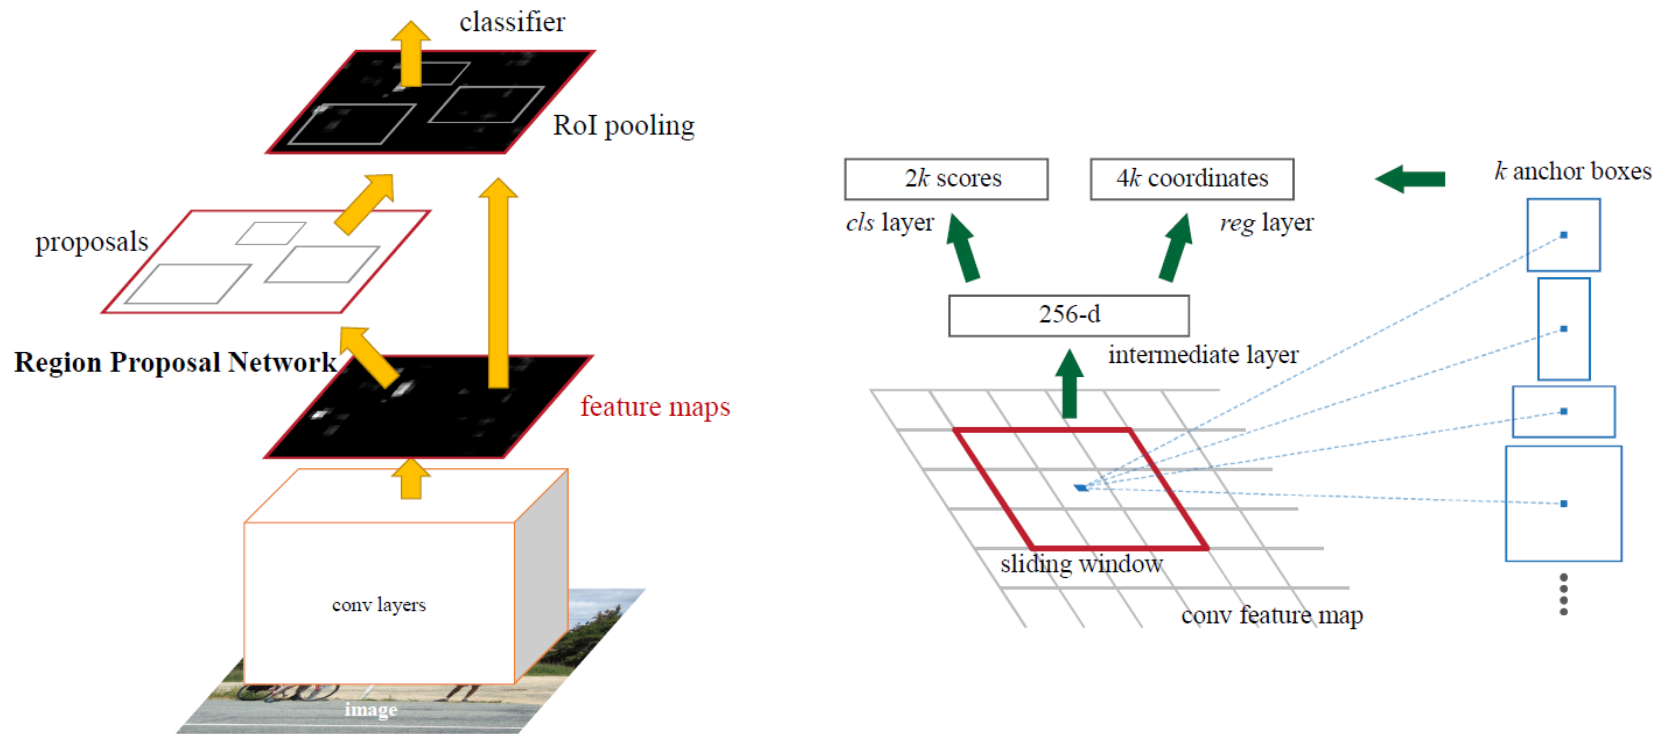 classifier
RoI pooling
proposals
Region Proposal Network
feature maps
conv layers
image
2k scores
4k coordinates
k anchor boxes
cls layer
reg layer
256-d
intermediate layer
sliding window
conv feature map